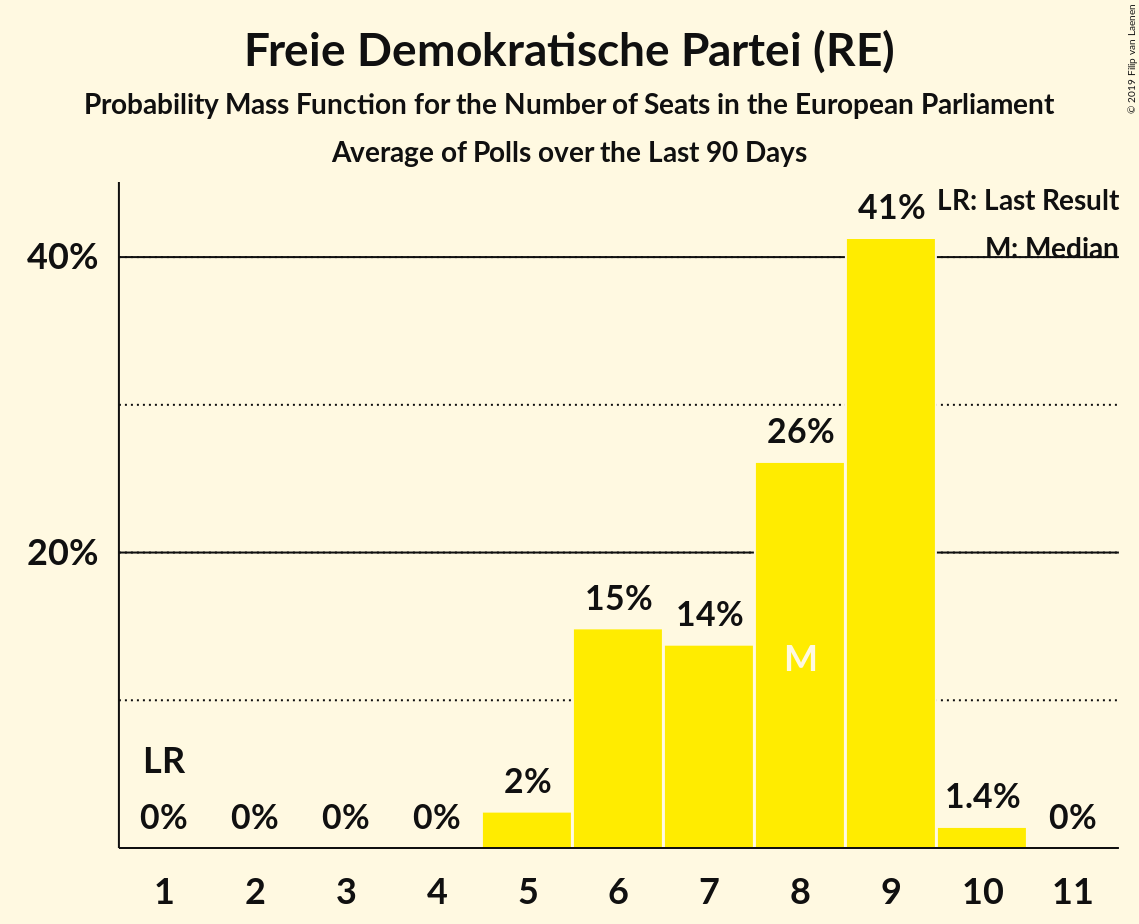 Freie Demokratische Partei (RE)
Probability Mass Function for the Number of Seats in the European Parliament
Average of Polls over the Last 90 Days
© 2019 Filip van Laenen
LR: Last Result
M: Median
40%
20%
LR
0%
0%
0%
0%
2%
15%
14%
26%
M
41%
1.4%
0%
1 2 3 4 5 6 7 8 9 10 11